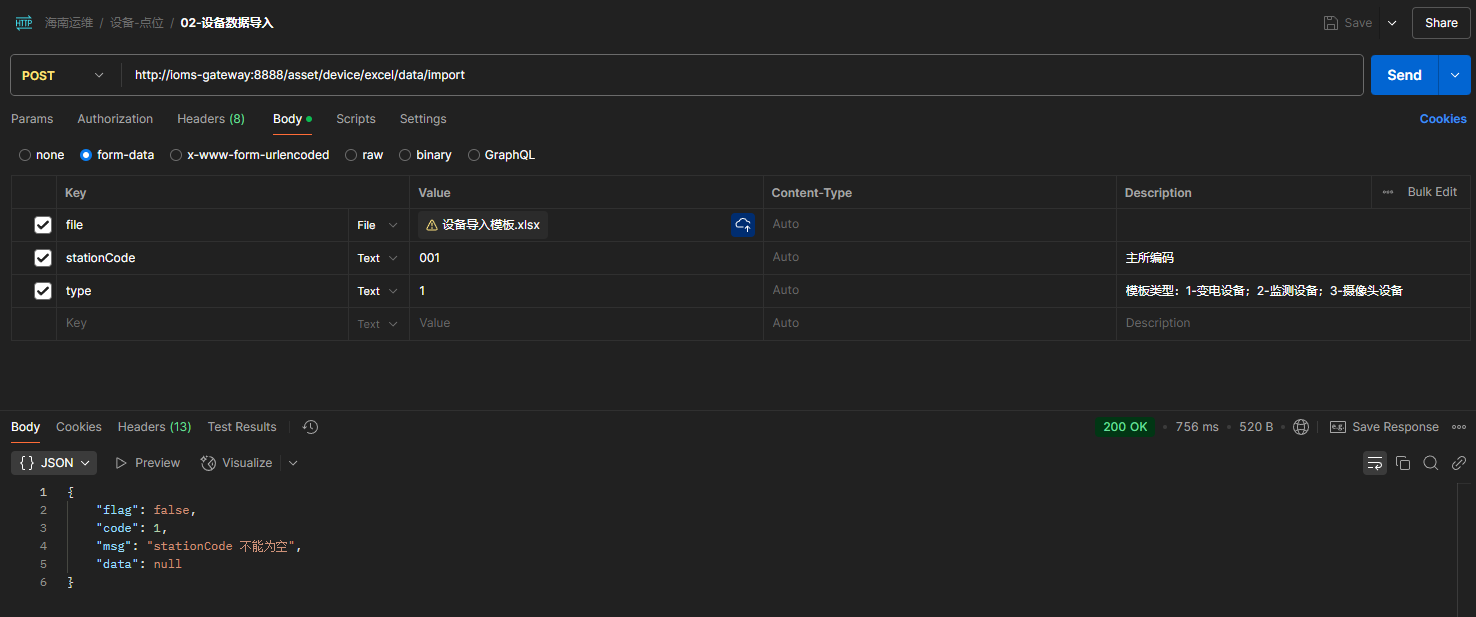 HTTP 海南运维 / 设备-点位 / 02-设备数据导入 Save Share
POST http://ioms-gateway:8888/asset/device/excel/data/import Send
Params Authorization Headers (8) Body Scripts Settings Cookies
none form-data x-www-form-urlencoded raw binary GraphQL
Key Value Content-Type Description Bulk Edit
file File 设备导入模板.xlsx Auto
stationCode Text 001 Auto 主所编码
type Text 1 Auto 模板类型：1-变电设备；2-监测设备；3-摄像头设备
Key Text Value Auto Description
Body Cookies Headers (13) Test Results 200 OK 756 ms 520 B e.g. Save Response
{} JSON Preview Visualize
1 {
2 "flag": false,
3 "code": 1,
4 "msg": "stationCode 不能为空",
5 "data": null
6 }